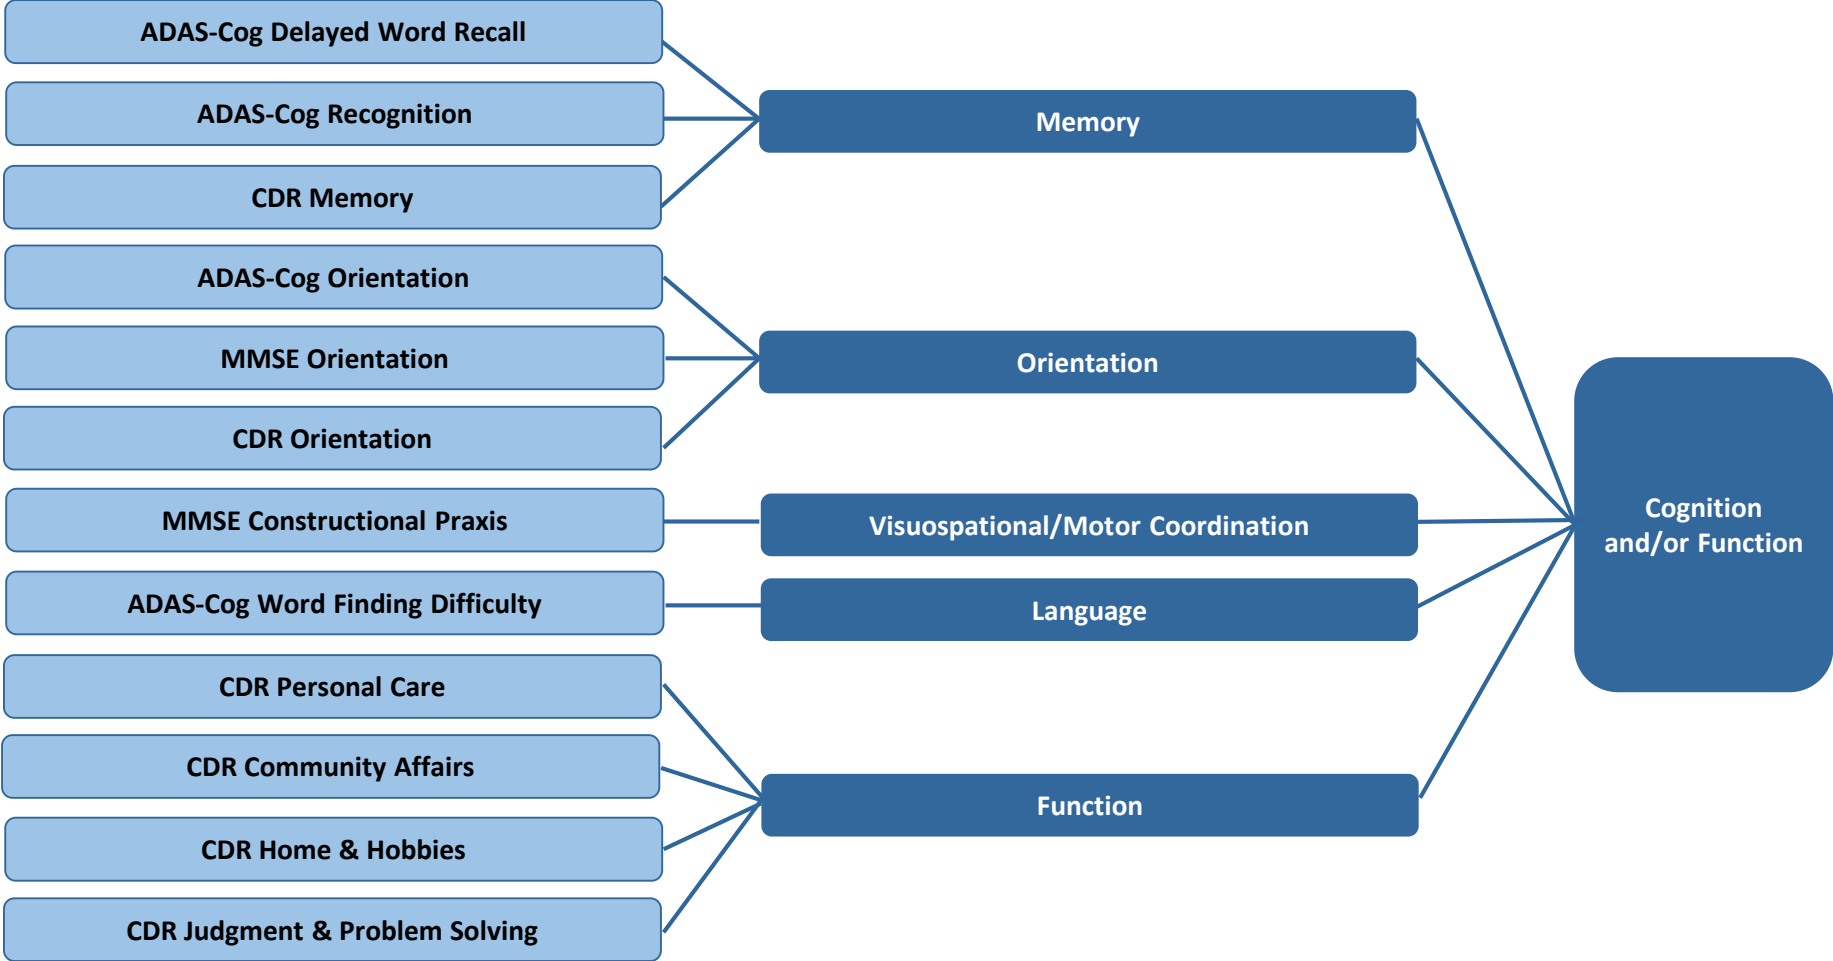 ADAS-Cog Delayed Word Recall
ADAS-Cog Recognition
CDR Memory
ADAS-Cog Orientation
MMSE Orientation
CDR Orientation
MMSE Constructional Praxis
ADAS-Cog Word Finding Difficulty
CDR Personal Care
CDR Community Affairs
CDR Home & Hobbies
CDR Judgment & Problem Solving
Memory
Orientation
Visuospational/Motor Coordination
Language
Function
Cognition
and/or Function